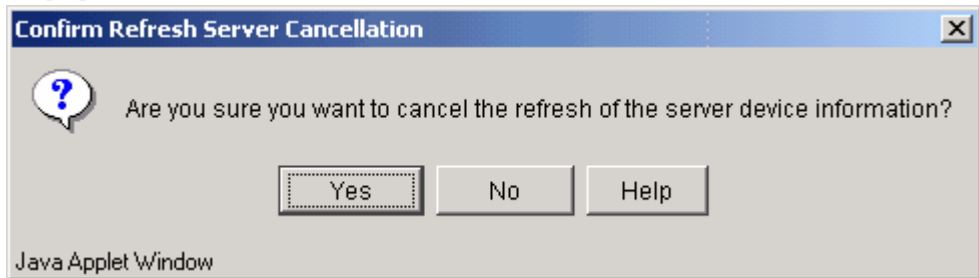 Confirm Refresh Server Cancellation
Are you sure you want to cancel the refresh of the server device information?
Yes
No
Help
Java Applet Window